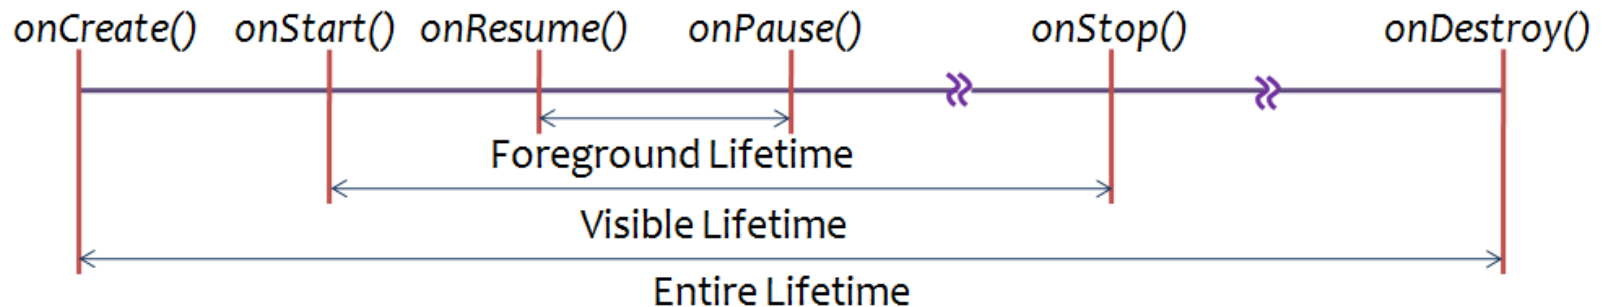 onCreate() onStart() onResume() onPause() onStop() onDestroy()
Foreground Lifetime
Visible Lifetime
Entire Lifetime